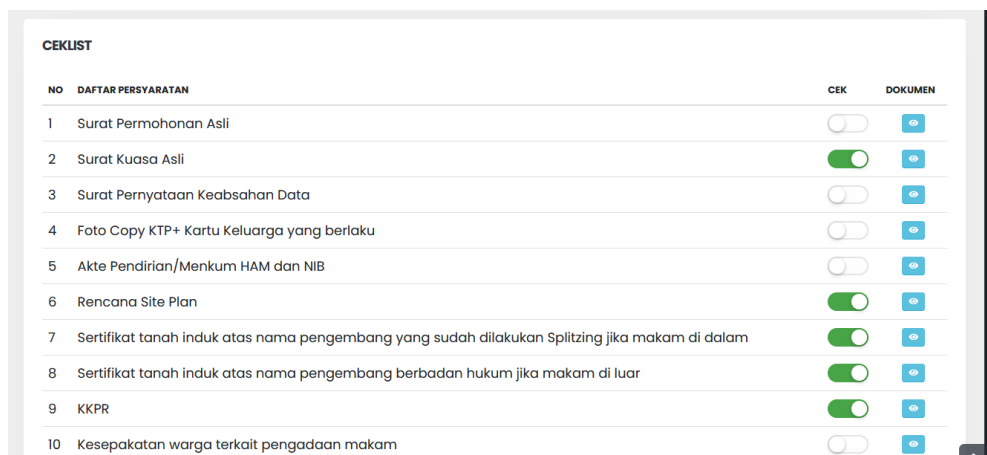 CEKLIST
NO DAFTAR PERSYARATAN CEK DOKUMEN
1 Surat Permohonan Asli
2 Surat Kuasa Asli
3 Surat Pernyataan Keabsahan Data
4 Foto Copy KTP+ Kartu Keluarga yang berlaku
5 Akte Pendirian/Menkum HAM dan NIB
6 Rencana Site Plan
7 Sertifikat tanah induk atas nama pengembang yang sudah dilakukan Splitzing jika makam di dalam
8 Sertifikat tanah induk atas nama pengembang berbadan hukum jika makam di luar
9 KKPR
10 Kesepakatan warga terkait pengadaan makam